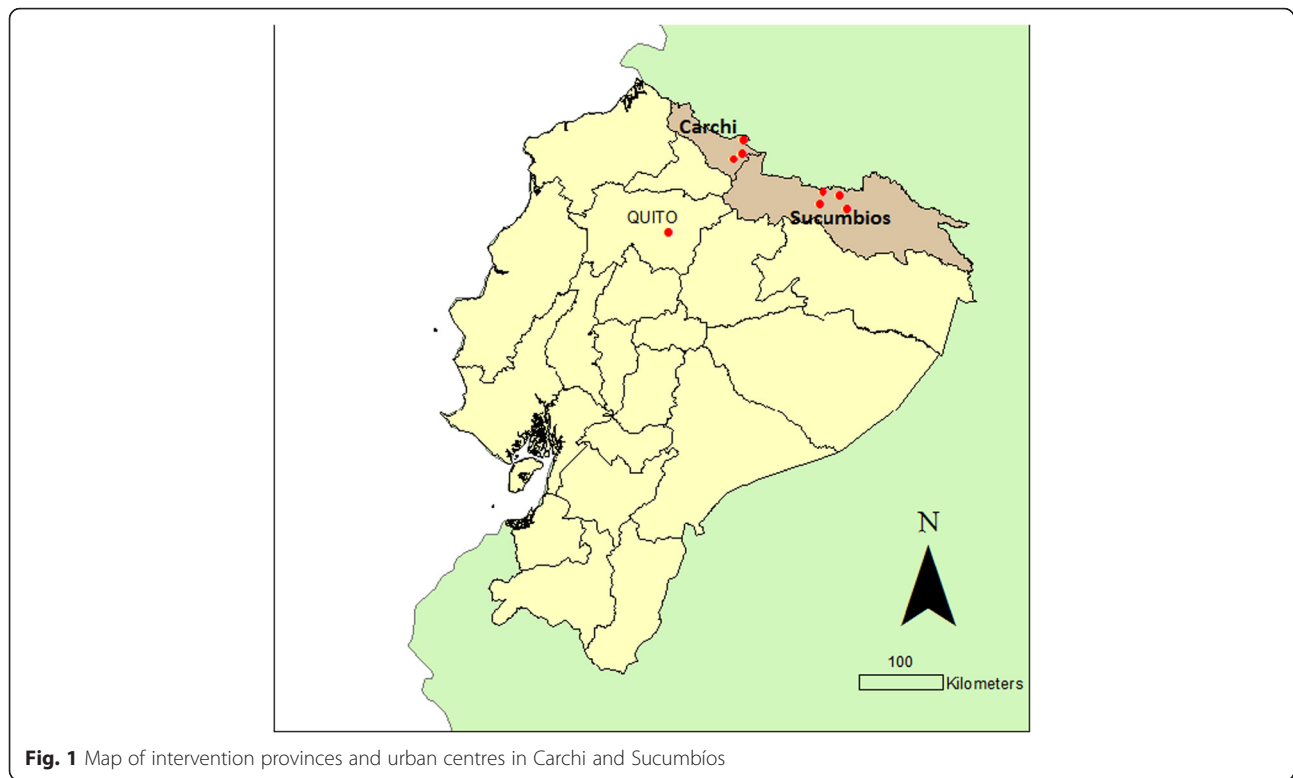 Carchi
QUITO
Sucumbios
N
100
Kilometers
Fig. 1 Map of intervention provinces and urban centres in Carchi and Sucumbíos